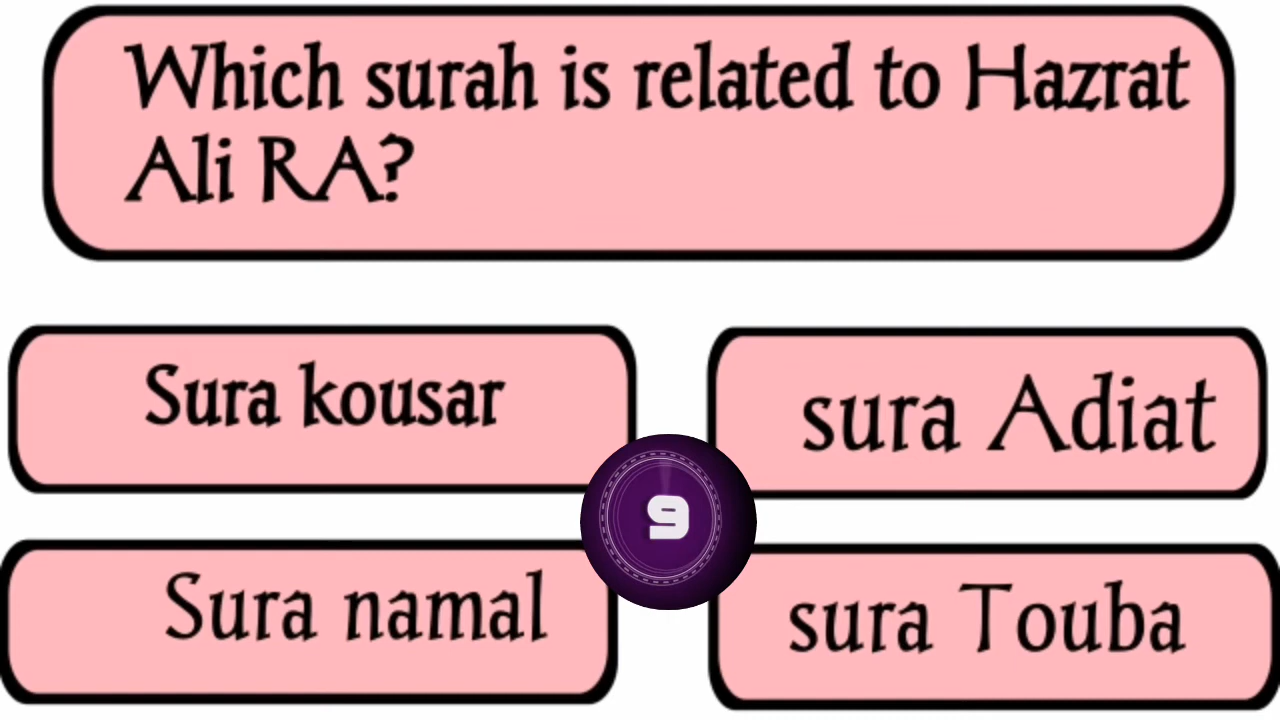 Which surah is related to Hazrat
Ali RA?
Sura kousar
sura Adiat
9
Sura namal
sura Touba